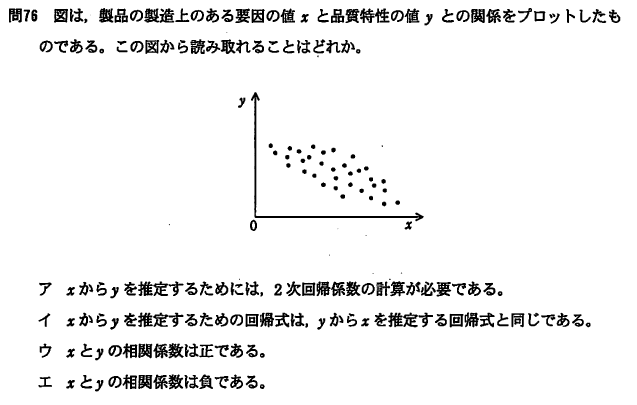 問76 図は，製品の製造上のある要因の値 x と品質特性の値 y との関係をプロットしたも
のである。この図から読み取れることはどれか。
y
0
x
ア x から y を推定するためには，2 次回帰係数の計算が必要である。
イ x から y を推定するための回帰式は，y から x を推定する回帰式と同じである。
ウ x と y の相関係数は正である。
エ x と y の相関係数は負である。